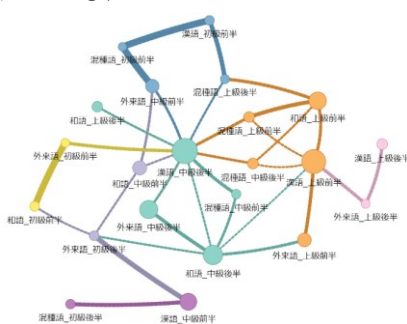 漢語_初級前半
混種語_初級前半
混種語_上級後半
外来語_中級前半
和語_上級後半
和語_上級前半
混種語_上級前半
外来語_初級前半
漢語_上級後半
漢語_中級後半
混種語_中級後半
漢語_上級前半
和語_中級前半
和語_初級前半
混種語_中級前半
外来語_上級後半
外来語_中級後半
外来語_初級後半
外来語_上級前半
和語_中級後半
混種語_初級後半
漢語_中級前半